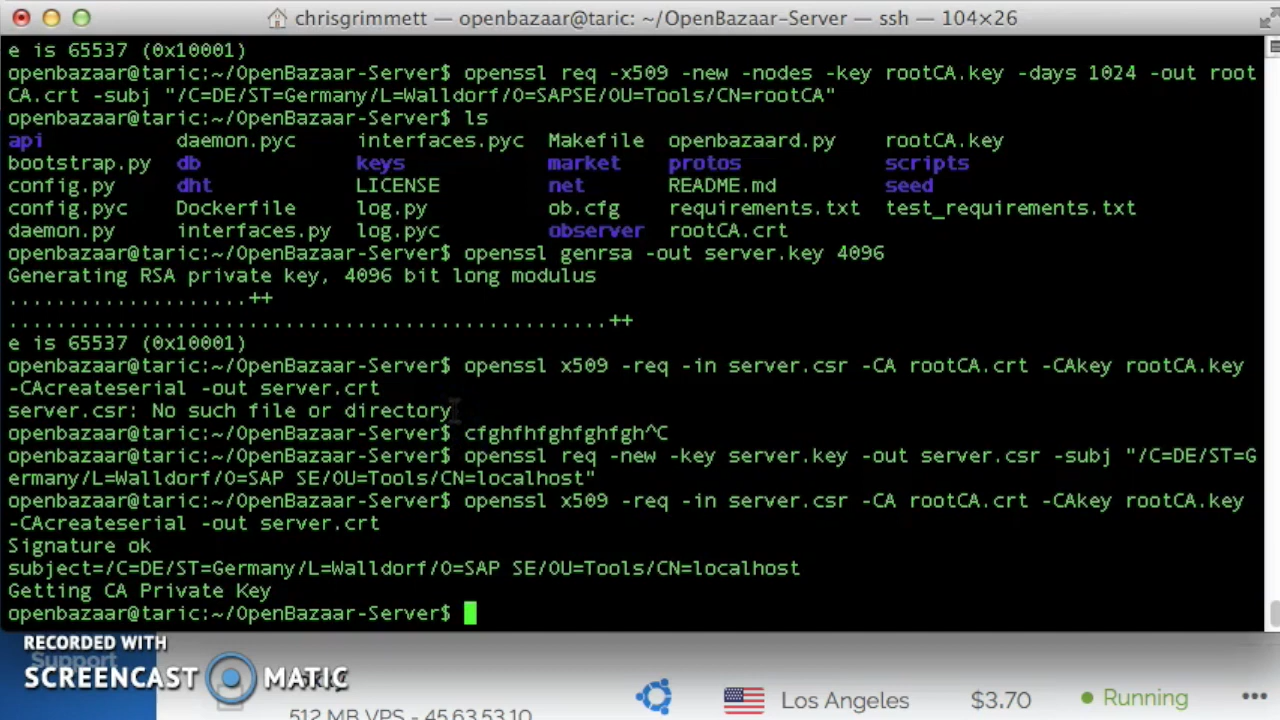 chrisgrimmett — openbazaar@taric: ~/OpenBazaar-Server — ssh — 104×26
e is 65537 (0x10001)
openbazaar@taric:~/OpenBazaar-Server$ openssl req -x509 -new -nodes -key rootCA.key -days 1024 -out root
CA.crt -subj "/C=DE/ST=Germany/L=Walldorf/O=SAPSE/OU=Tools/CN=rootCA"
openbazaar@taric:~/OpenBazaar-Server$ ls
api daemon.pyc interfaces.pyc Makefile openbazaard.py rootCA.key
bootstrap.py db keys market protos scripts
config.py dht LICENSE net README.md seed
config.pyc Dockerfile log.py ob.cfg requirements.txt test_requirements.txt
daemon.py interfaces.py log.pyc observer rootCA.crt
openbazaar@taric:~/OpenBazaar-Server$ openssl genrsa -out server.key 4096
Generating RSA private key, 4096 bit long modulus
....................++
..................................................++
e is 65537 (0x10001)
openbazaar@taric:~/OpenBazaar-Server$ openssl x509 -req -in server.csr -CA rootCA.crt -CAkey rootCA.key
-CAcreateserial -out server.crt
server.csr: No such file or directory
openbazaar@taric:~/OpenBazaar-Server$ cfghfhfghfghfgh^C
openbazaar@taric:~/OpenBazaar-Server$ openssl req -new -key server.key -out server.csr -subj "/C=DE/ST=G
ermany/L=Walldorf/O=SAP SE/OU=Tools/CN=localhost"
openbazaar@taric:~/OpenBazaar-Server$ openssl x509 -req -in server.csr -CA rootCA.crt -CAkey rootCA.key
-CAcreateserial -out server.crt
Signature ok
subject=/C=DE/ST=Germany/L=Walldorf/O=SAP SE/OU=Tools/CN=localhost
Getting CA Private Key
openbazaar@taric:~/OpenBazaar-Server$
RECORDED WITH
Support
SCREENCAST MATIC
Los Angeles $3.70 Running
512 MB VPS - 45.63.53.10